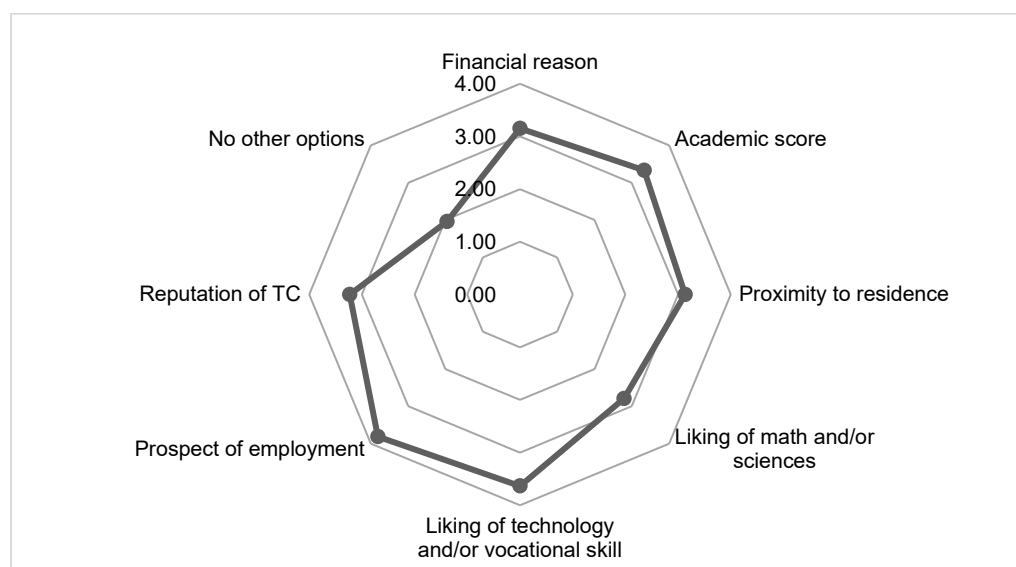 Financial reason
4.00
No other options
3.00
Academic score
2.00
1.00
Reputation of TC
0.00
Proximity to residence
Prospect of employment
Liking of math and/or
sciences
Liking of technology
and/or vocational skill